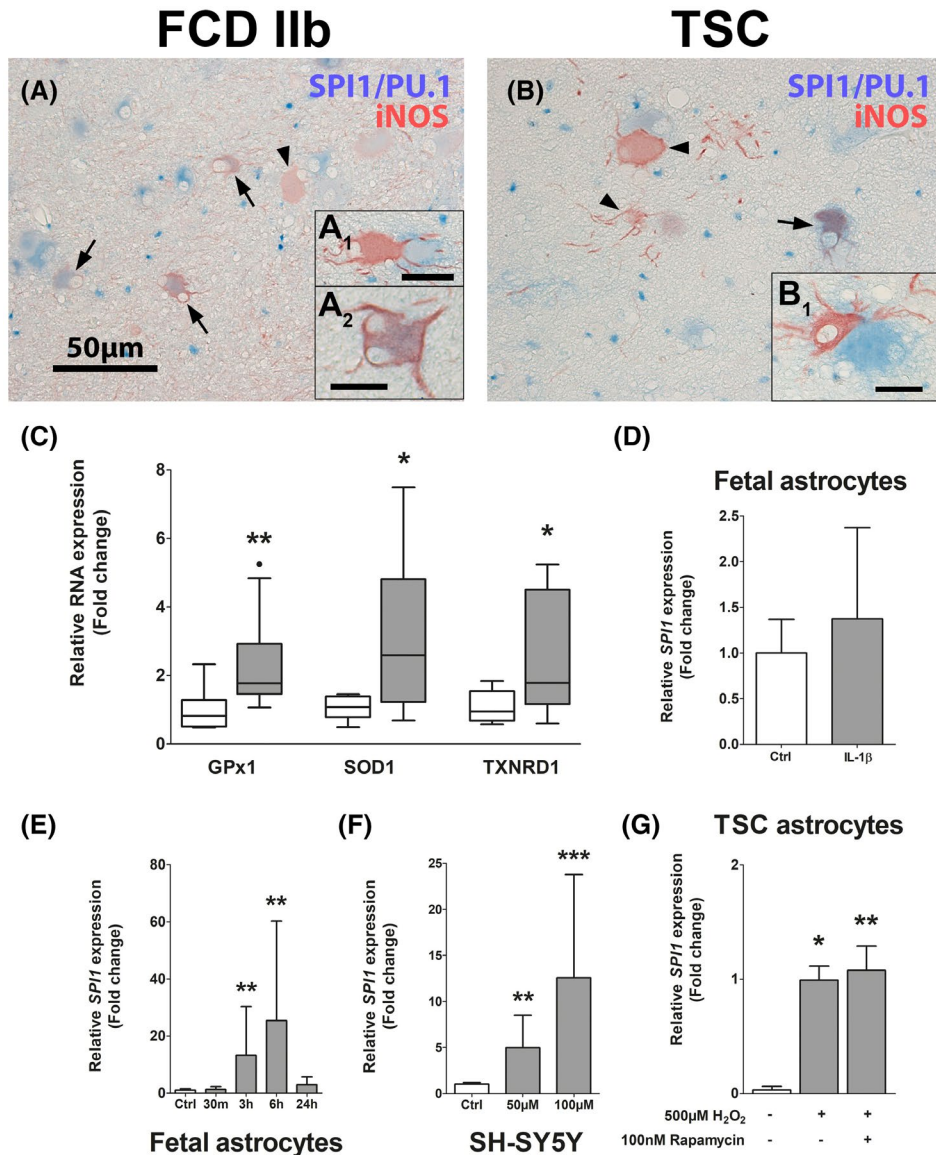 FCD IIb
TSC
(A)
SPI1/PU.1
iNOS
A1
A2
50µm
(B)
SPI1/PU.1
iNOS
B1
(C)
Relative RNA expression
(Fold change)
8
6
4
2
0
**
*
*
GPx1 SOD1 TXNRD1
(D)
Fetal astrocytes
Relative SPI1 expression
(Fold change)
2.5
2.0
1.5
1.0
0.5
0.0
Ctrl IL-1β
(E)
Relative SPI1 expression
(Fold change)
80
60
40
20
0
**
**
Ctrl 30m 3h 6h 24h
Fetal astrocytes
(F)
Relative SPI1 expression
(Fold change)
25
20
15
10
5
0
**
***
Ctrl 50µM 100µM
SH-SY5Y
(G)
TSC astrocytes
Relative SPI1 expression
(Fold change)
2
1
0
*
**
500µM H2O2 - + +
100nM Rapamycin - - +